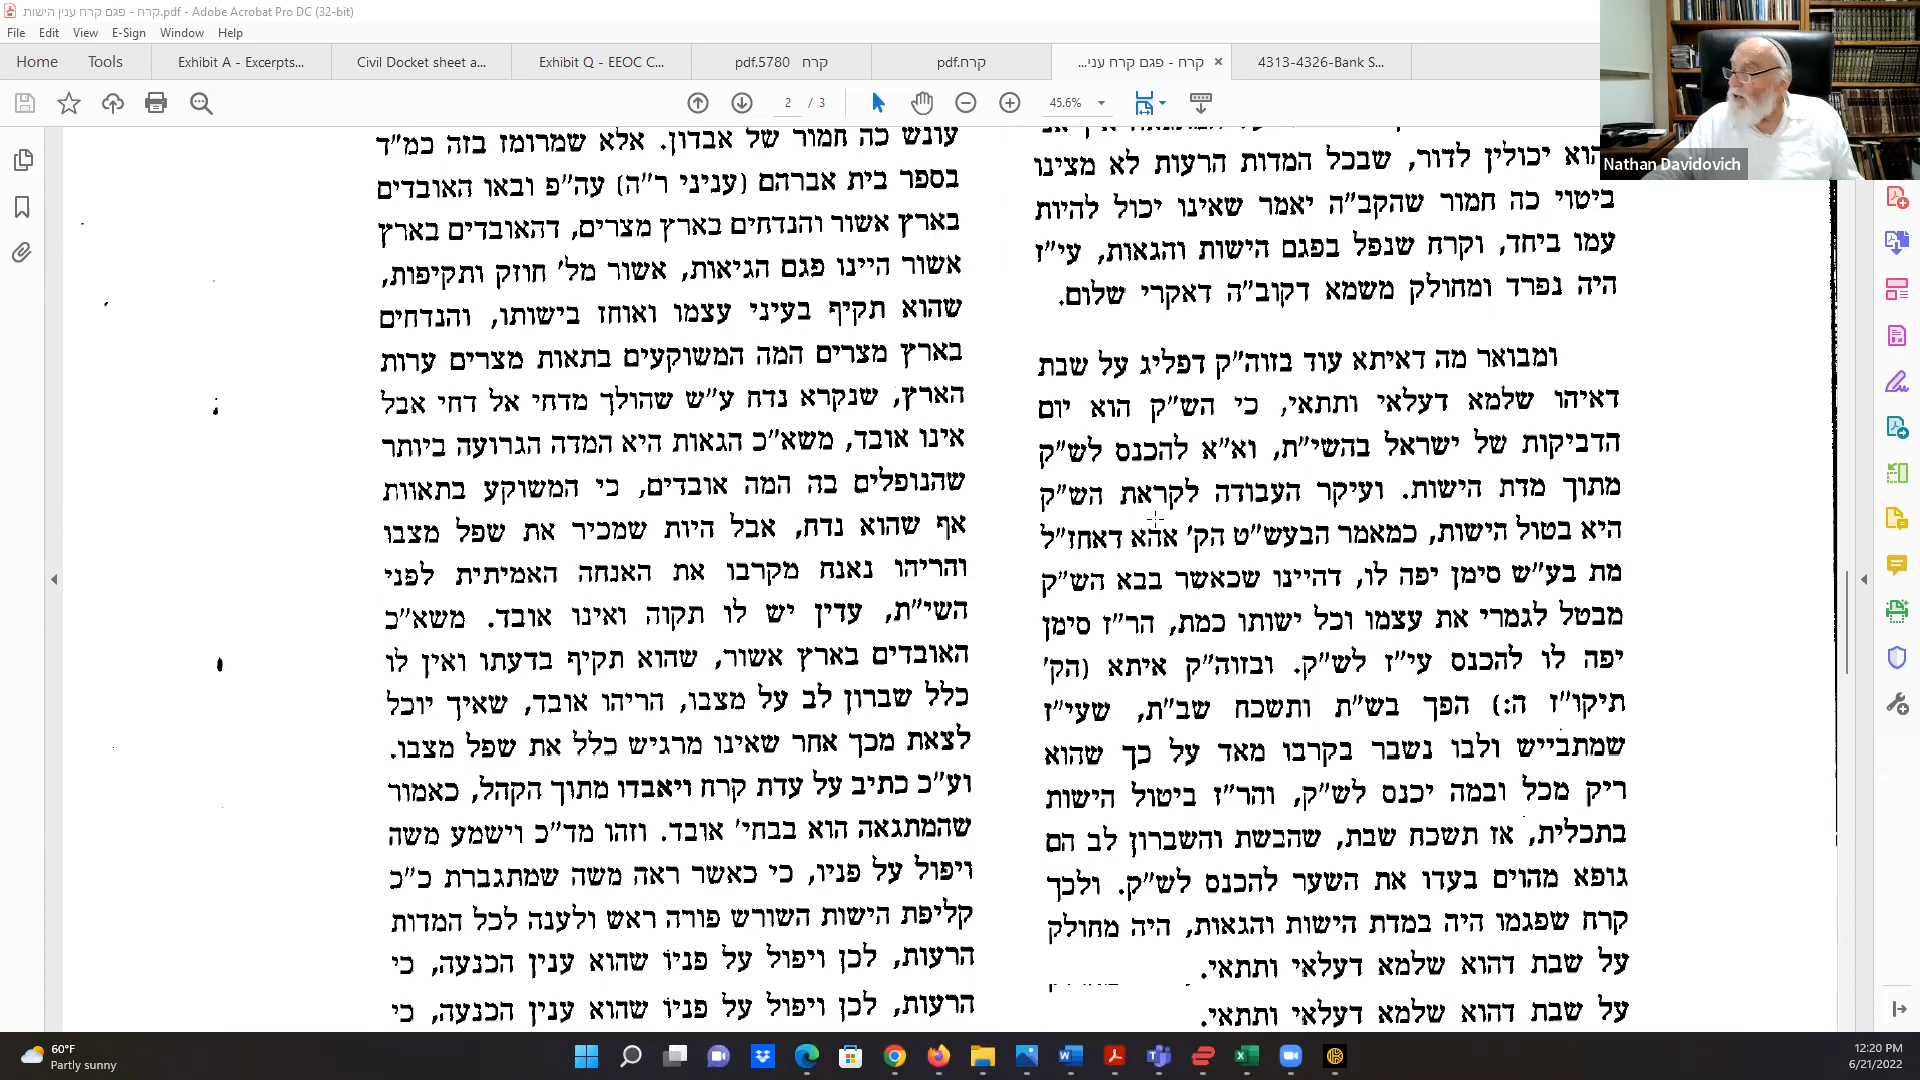 קרח - פגם קרח ענין הישות.pdf - Adobe Acrobat Pro DC (32-bit)
File Edit View E-Sign Window Help
Home Tools Exhibit A - Excerpts... Civil Docket sheet a... Exhibit Q - EEOC C... קרח 5780.pdf קרח.pdf קרח - פגם קרח עני... × 4313-4326-Bank S...
2 / 3 45.6%
Nathan Davidovich
יכולין לדור, שבכל המדות הרעות לא מצינו
ביטוי כה חמור שהקב"ה יאמר שאינו יכול להיות
עמו ביחד, וקרח שנפל בפגם הישות והגאות, עי"ז
היה נפרד ומחולק משמא דקוב"ה דאקרי שלום.
ומבואר מה דאיתא עוד בזוה"ק דפליג על שבת
דאיהו שלמא דעלאי ותתאי, כי הש"ק הוא יום
הדביקות של ישראל בהשי"ת, וא"א להכנס לש"ק
מתוך מדת הישות. ועיקר העבודה לקראת הש"ק
היא בטול הישות, כמאמר הבעש"ט הק' אהא דאחז"ל
מת בע"ש סימן יפה לו, דהיינו שכאשר בבא הש"ק
מבטל לגמרי את עצמו וכל ישותו כמת, הר"ז סימן
יפה לו להכנס עי"ז לש"ק. ובזוה"ק איתא (הק'
תיקו"ז ה:) הפך בש"ת ותשכח שב"ת, שעי"ז
שמתבייש ולבו נשבר בקרבו מאד על כך שהוא
ריק מכל ובמה יכנס לש"ק, והר"ז ביטול הישות
בתכלית, אז תשכח שבת, שהבשת והשברון לב הם
גופא מהוים בעדו את השער להכנס לש"ק. ולכך
קרח שפגמו היה במדת הישות והגאות, היה מחולק
על שבת דהוא שלמא דעלאי ותתאי.
על שבת דהוא שלמא דעלאי ותתאי.
עונש כה חמור של אבדון. אלא שמרומז בזה כמ"ד
בספר בית אברהם (עניני ר"ה) עה"פ ובאו האובדים
בארץ אשור והנדחים בארץ מצרים, דהאובדים בארץ
אשור היינו פגם הגיאות, אשור מל' חוזק ותקיפות,
שהוא תקיף בעיני עצמו ואוחז בישותו, והנדחים
בארץ מצרים המה המשוקעים בתאות מצרים ערות
הארץ, שנקרא נדח ע"ש שהולך מדחי אל דחי אבל
אינו אובד, משא"כ הגאות היא המדה הגרועה ביותר
שהנופלים בה המה אובדים, כי המשוקע בתאוות
אף שהוא נדח, אבל היות שמכיר את שפל מצבו
והריהו נאנח מקרבו את האנחה האמיתית לפני
השי"ת, עדין יש לו תקוה ואינו אובד. משא"כ
האובדים בארץ אשור, שהוא תקיף בדעתו ואין לו
כלל שברון לב על מצבו, הריהו אובד, שאיך יוכל
לצאת מכך אחר שאינו מרגיש כלל את שפל מצבו.
וע"כ כתיב על עדת קרח ויאבדו מתוך הקהל, כאמור
שהמתגאה הוא בבחי' אובד. וזהו מד"כ וישמע משה
ויפול על פניו, כי כאשר ראה משה שמתגברת כ"כ
קליפת הישות השורש פורה ראש ולענה לכל המדות
הרעות, לכן ויפול על פניו שהוא ענין הכנעה, כי
הרעות, לכן ויפול על פניו שהוא ענין הכנעה, כי
60°F
Partly sunny
12:20 PM
6/21/2022